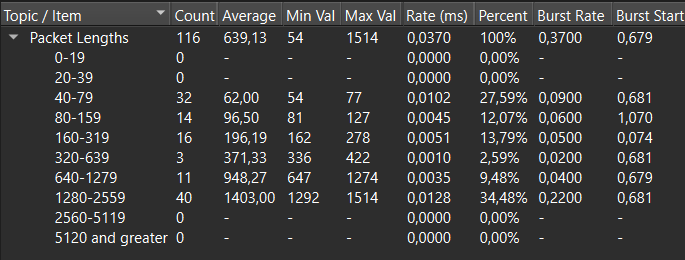 Topic / Item Count Average Min Val Max Val Rate (ms) Percent Burst Rate Burst Start
Packet Lengths 116 639,13 54 1514 0,0370 100% 0,3700 0,679
0-19 0 - - - 0,0000 0,00% - -
20-39 0 - - - 0,0000 0,00% - -
40-79 32 62,00 54 77 0,0102 27,59% 0,0900 0,681
80-159 14 96,50 81 127 0,0045 12,07% 0,0600 1,070
160-319 16 196,19 162 278 0,0051 13,79% 0,0500 0,074
320-639 3 371,33 336 422 0,0010 2,59% 0,0200 0,681
640-1279 11 948,27 647 1274 0,0035 9,48% 0,0400 0,679
1280-2559 40 1403,00 1292 1514 0,0128 34,48% 0,2200 0,681
2560-5119 0 - - - 0,0000 0,00% - -
5120 and greater 0 - - - 0,0000 0,00% - -